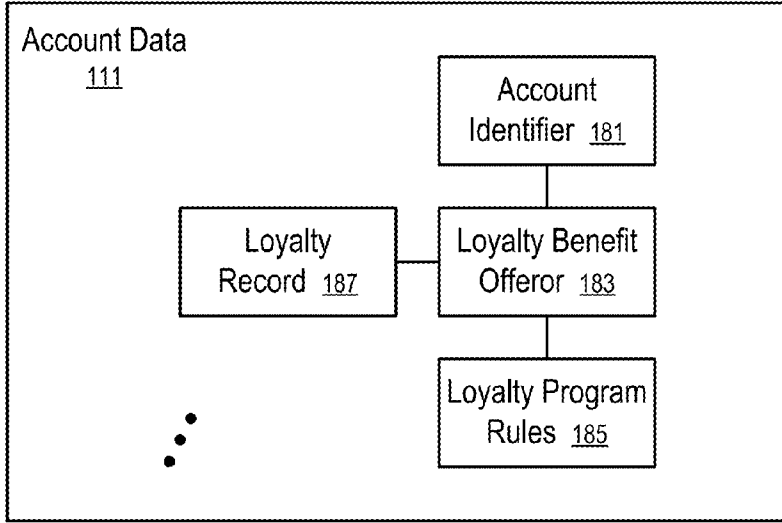 Account Data
111
Account
Identifier 181
Loyalty
Record 187
Loyalty Benefit
Offeror 183
Loyalty Program
Rules 185